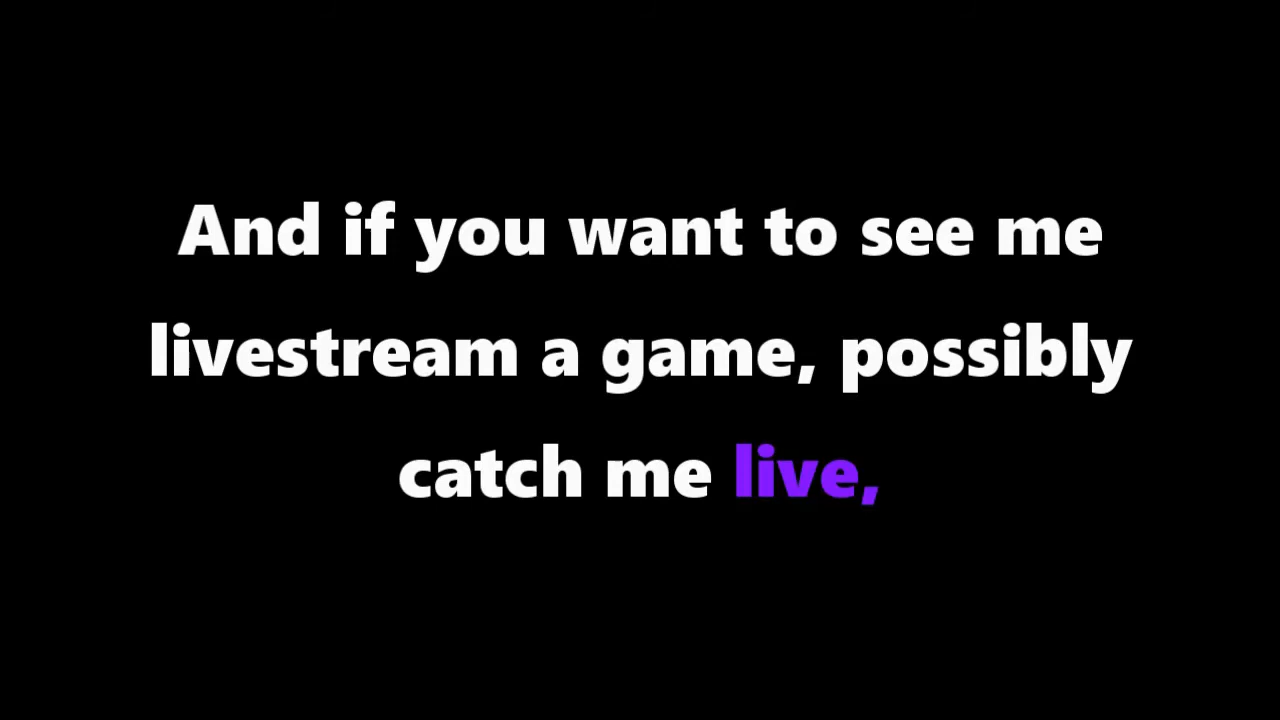 And if you want to see me
livestream a game, possibly
catch me live,